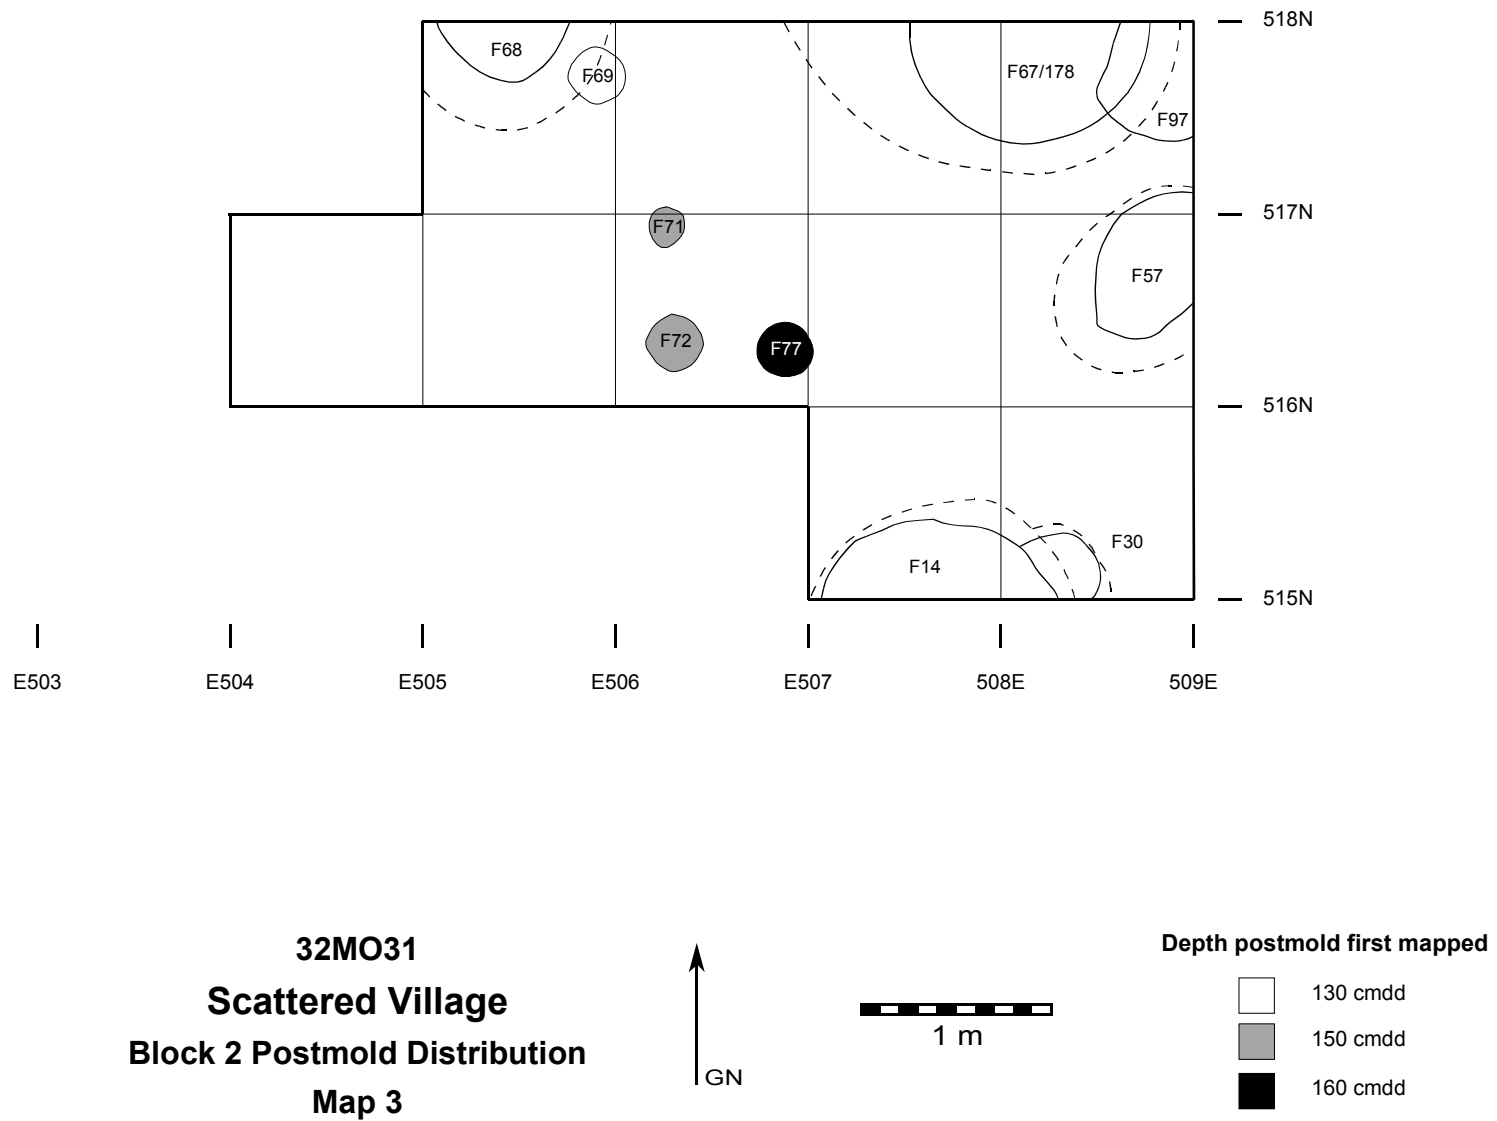 518N
F68
F69
F67/178
F97
517N
F71
F57
F72
F77
516N
F30
F14
515N
E503
E504
E505
E506
E507
508E
509E
32MO31
Scattered Village
Block 2 Postmold Distribution
Map 3
GN
1 m
Depth postmold first mapped
130 cmdd
150 cmdd
160 cmdd